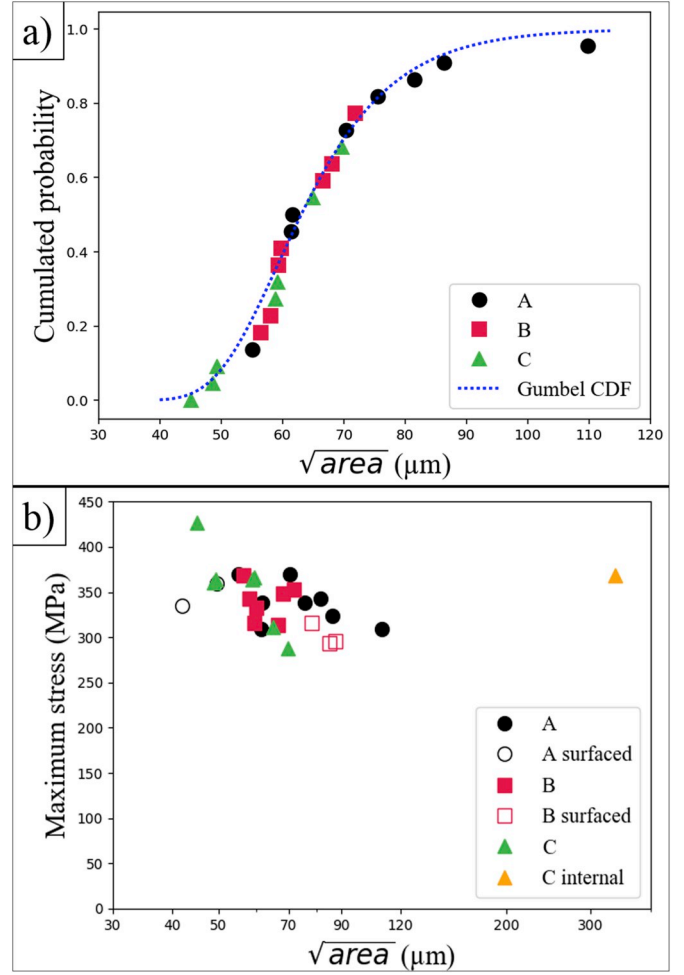 a)
1.0
0.8
0.6
0.4
0.2
0.0
Cumulated probability
A
B
C
Gumbel CDF
30 40 50 60 70 80 90 100 110 120
√area (μm)
b)
450
400
350
300
250
200
150
100
50
0
Maximum stress (MPa)
A
A surfaced
B
B surfaced
C
C internal
30 40 50 70 90 120 200 300
√area (μm)